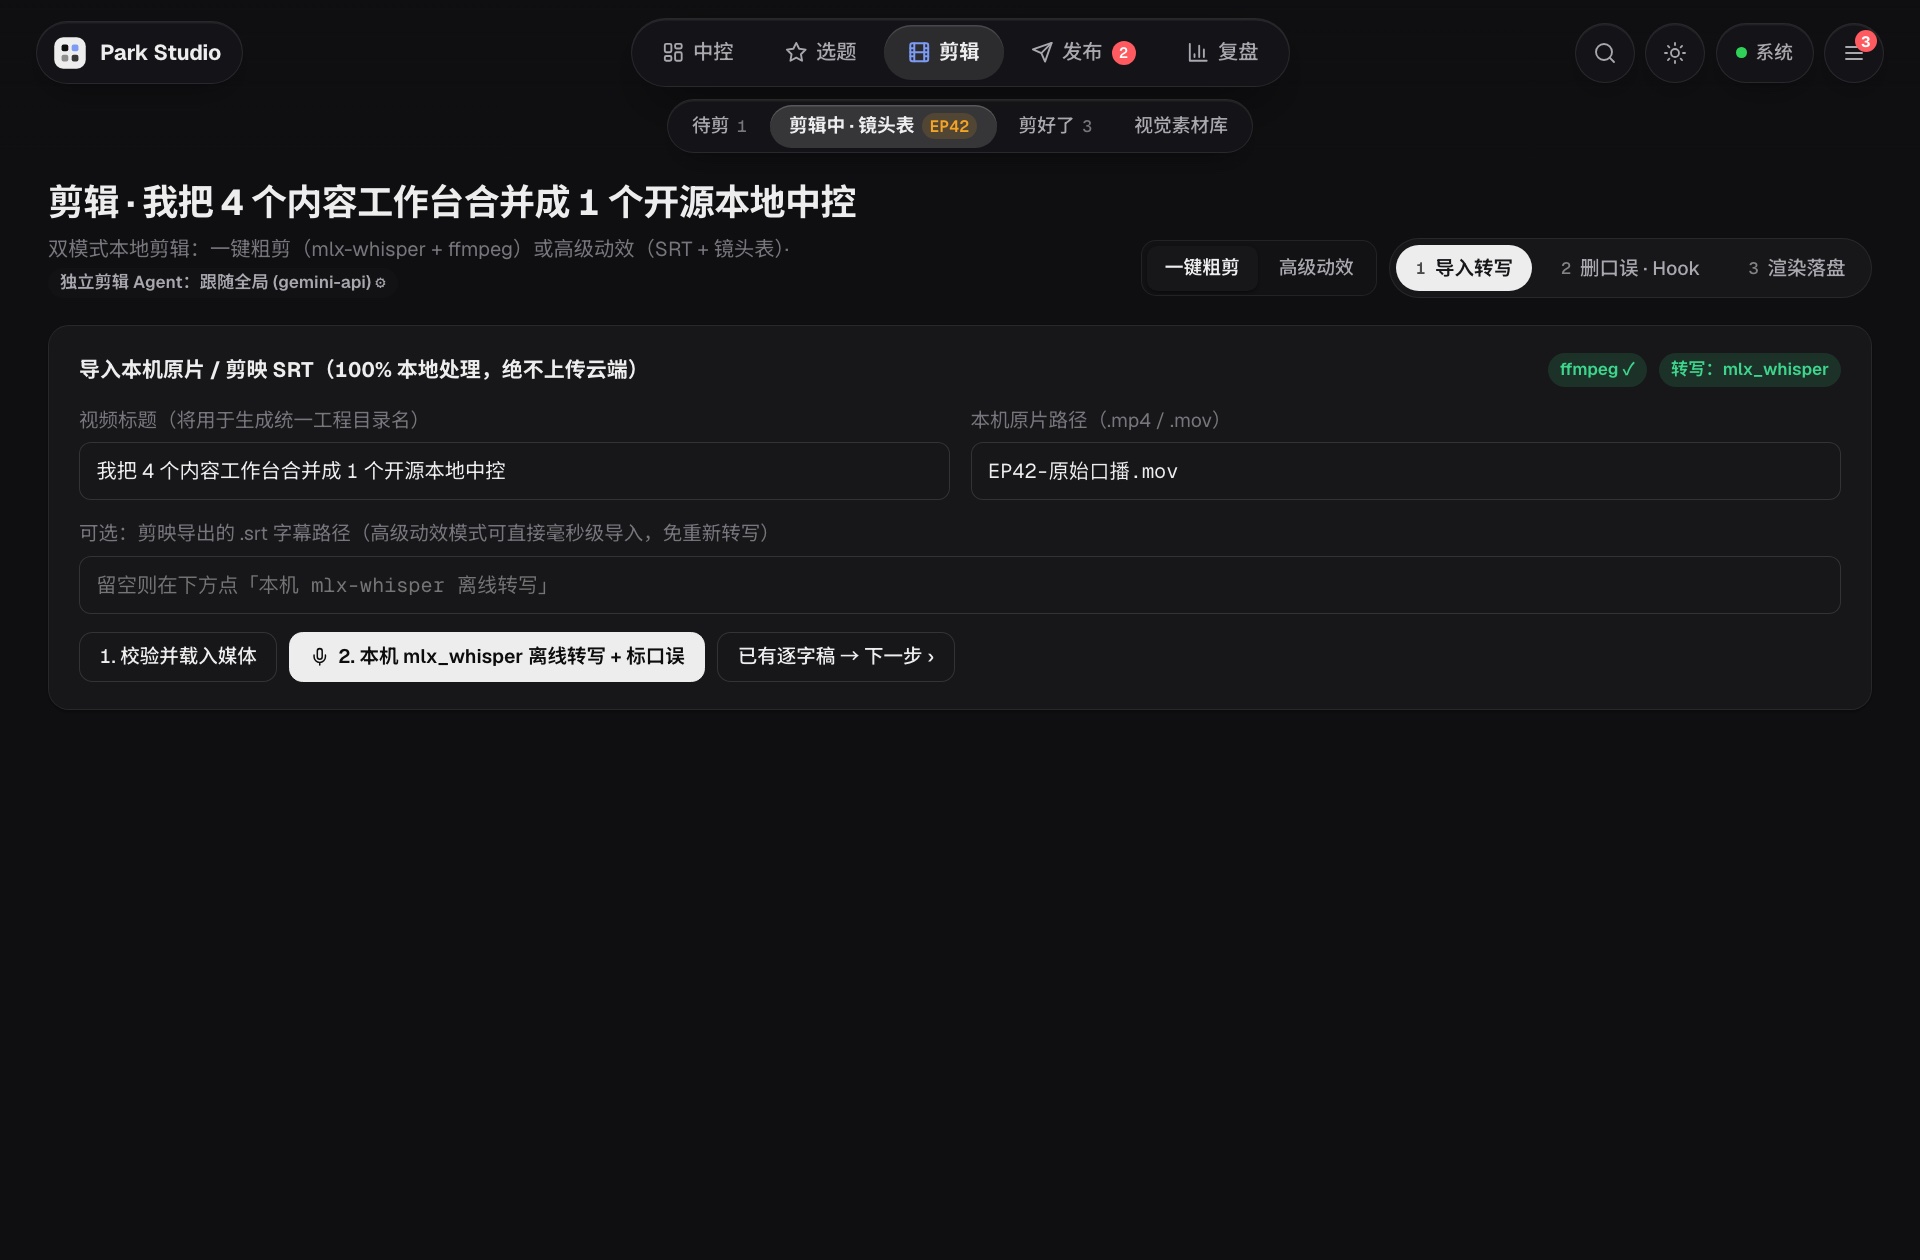 Park Studio
中控
选题
剪辑
发布 2
复盘
系统
3
待剪 1
剪辑中 · 镜头表 EP42
剪好了 3
视觉素材库
剪辑 · 我把 4 个内容工作台合并成 1 个开源本地中控
双模式本地剪辑：一键粗剪（mlx-whisper + ffmpeg）或高级动效（SRT + 镜头表）·
独立剪辑 Agent：跟随全局 (gemini-api) ⚙
一键粗剪
高级动效
1 导入转写
2 删口误 · Hook
3 渲染落盘
导入本机原片 / 剪映 SRT（100% 本地处理，绝不上传云端）
ffmpeg ✓
转写：mlx_whisper
视频标题（将用于生成统一工程目录名）
本机原片路径（.mp4 / .mov）
我把 4 个内容工作台合并成 1 个开源本地中控
EP42-原始口播.mov
可选：剪映导出的 .srt 字幕路径（高级动效模式可直接毫秒级导入，免重新转写）
留空则在下方点「本机 mlx-whisper 离线转写」
1. 校验并载入媒体
2. 本机 mlx_whisper 离线转写 + 标口误
已有逐字稿 → 下一步 ›